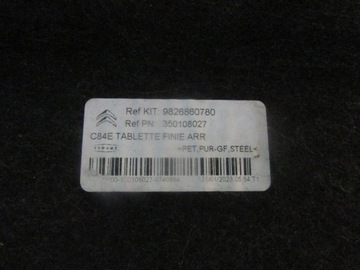 Ref KIT: 9826860780
Ref PN: 350108027
C84E TABLETTE FINIE ARR
>PET,PUR-GF,STEEL<